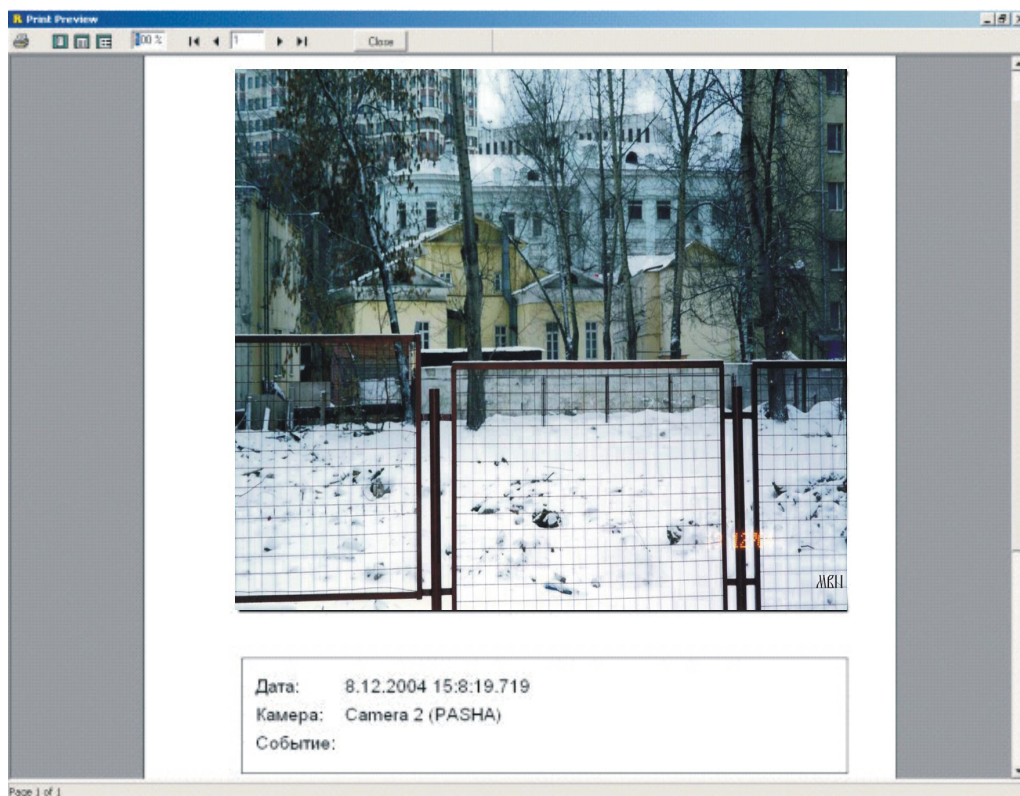 Print Preview
100 %
1
Close
МВН
Дата: 8.12.2004 15:8:19.719
Камера: Camera 2 (PASHA)
Событие:
Page 1 of 1